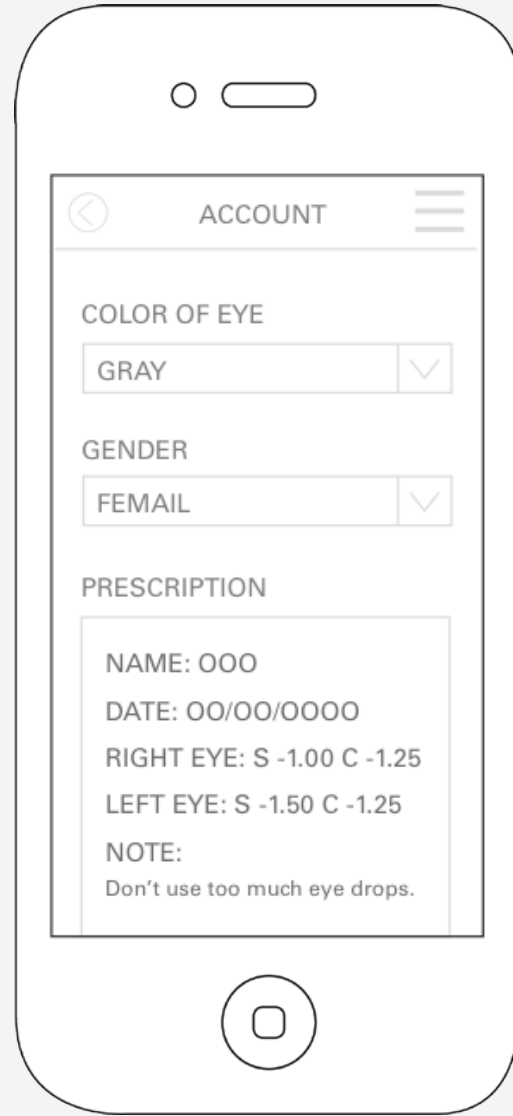 ACCOUNT
COLOR OF EYE
GRAY
GENDER
FEMAIL
PRESCRIPTION
NAME: OOO
DATE: OO/OO/OOOO
RIGHT EYE: S -1.00 C -1.25
LEFT EYE: S -1.50 C -1.25
NOTE:
Don't use too much eye drops.